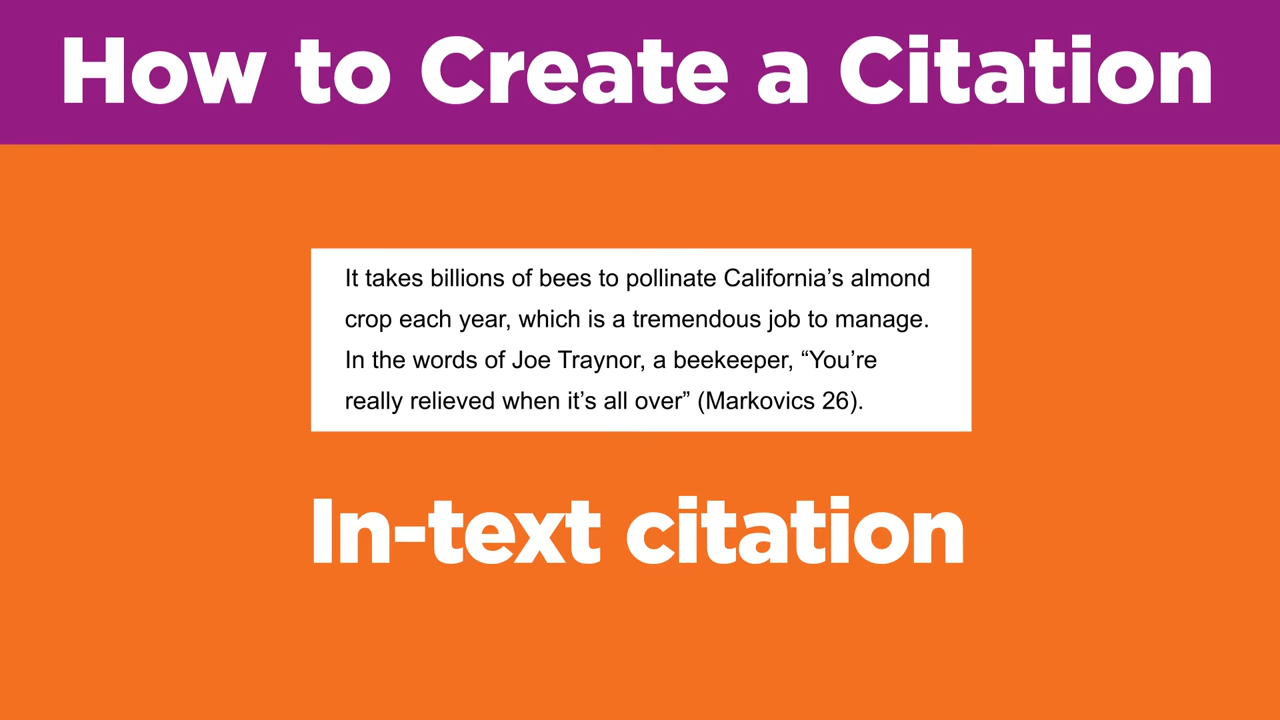 How to Create a Citation
It takes billions of bees to pollinate California’s almond
crop each year, which is a tremendous job to manage.
In the words of Joe Traynor, a beekeeper, “You’re
really relieved when it’s all over” (Markovics 26).
In-text citation